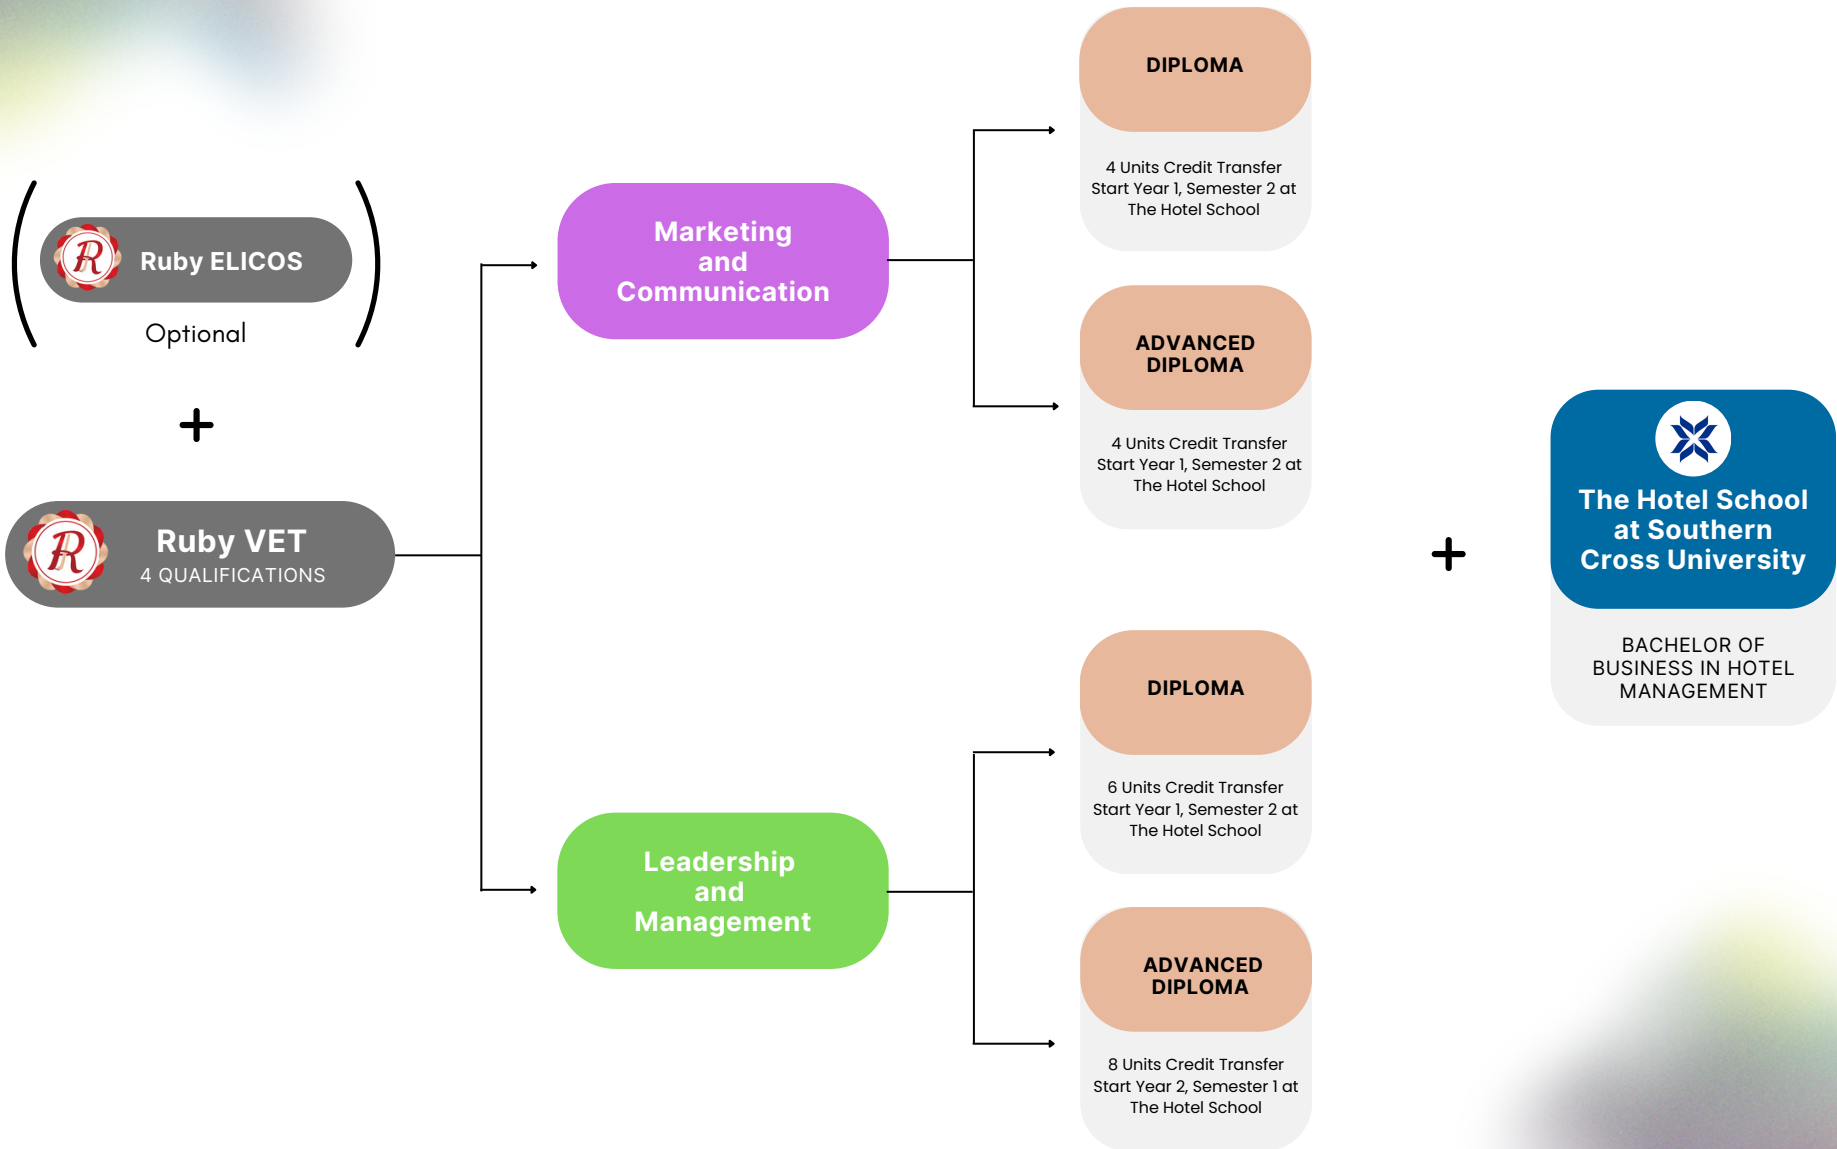 R
Ruby ELICOS
Optional
+
R
Ruby VET
4 QUALIFICATIONS
Marketing
and
Communication
DIPLOMA
4 Units Credit Transfer
Start Year 1, Semester 2 at
The Hotel School
ADVANCED
DIPLOMA
4 Units Credit Transfer
Start Year 1, Semester 2 at
The Hotel School
Leadership
and
Management
DIPLOMA
6 Units Credit Transfer
Start Year 1, Semester 2 at
The Hotel School
ADVANCED
DIPLOMA
8 Units Credit Transfer
Start Year 2, Semester 1 at
The Hotel School
+
The Hotel School
at Southern
Cross University
BACHELOR OF
BUSINESS IN HOTEL
MANAGEMENT